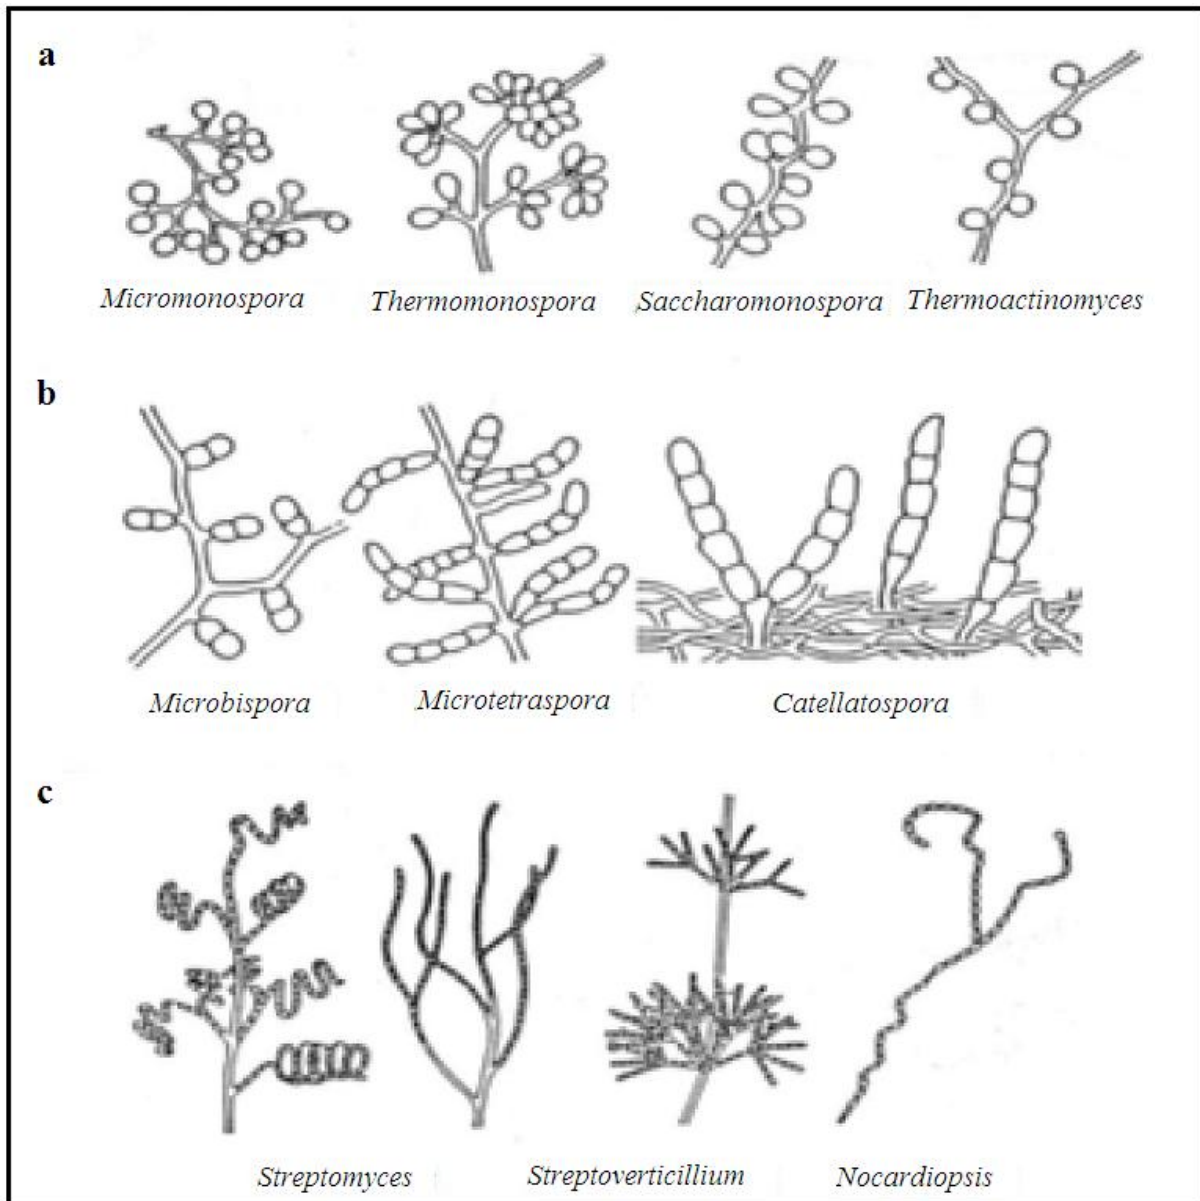 a
Micromonospora Thermomonospora Saccharomonospora Thermoactinomyces
b
Microbispora Microtetraspora Catellatospora
c
Streptomyces Streptoverticillium Nocardiopsis